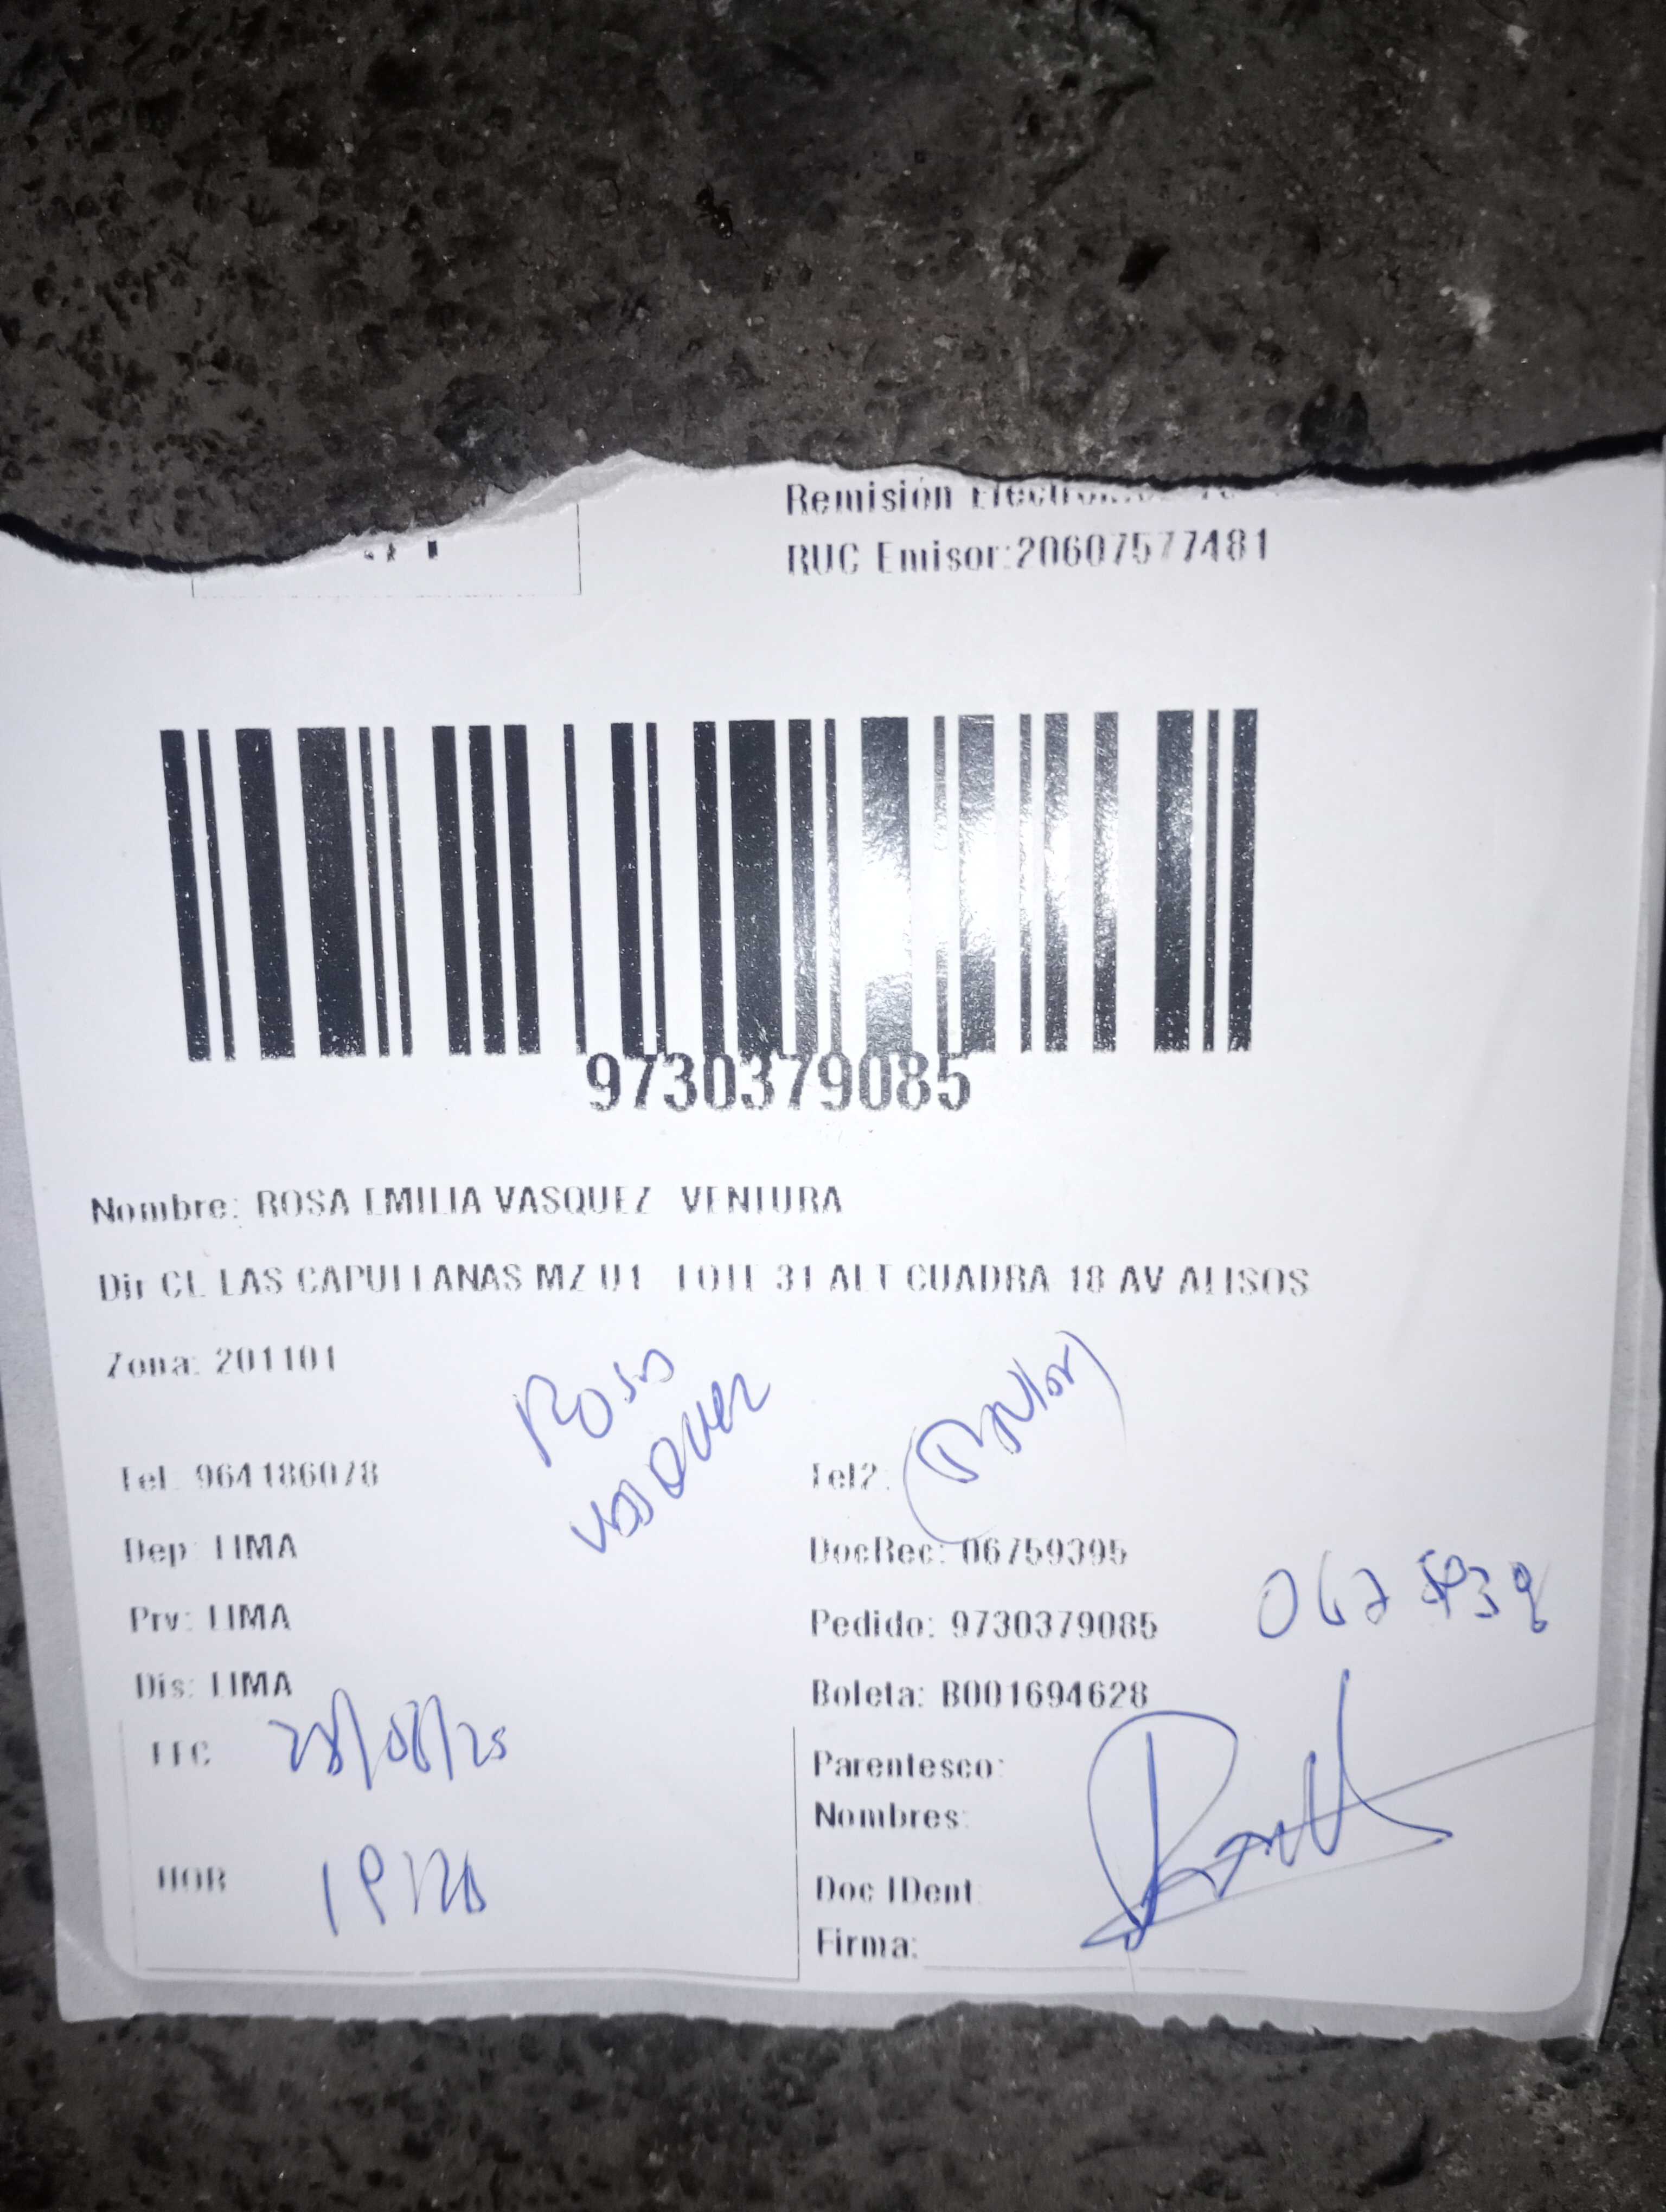 Remisión Electrónica
RUC Emisor:20607577481
9730379085
Nombre: ROSA EMILIA VASQUEZ VENTURA
Dir CL LAS CAPULLANAS MZ U1 LOTE 31 ALT CUADRA 18 AV ALISOS
Zona: 201101
Rosa
Vasquez
Tel: 964186078
Tel2:
Dep: LIMA
DocRec: 06759395
Prv: LIMA
Pedido: 9730379085
Dis: LIMA
Boleta: B001694628
FEC 28/08/25
Parentesco:
Nombres:
HOR
Doc IDent
Firma: